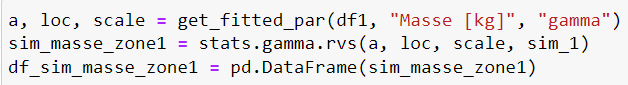 a, loc, scale = get_fitted_par(df1, "Masse [kg]", "gamma")
sim_masse_zone1 = stats.gamma.rvs(a, loc, scale, sim_1)
df_sim_masse_zone1 = pd.DataFrame(sim_masse_zone1)